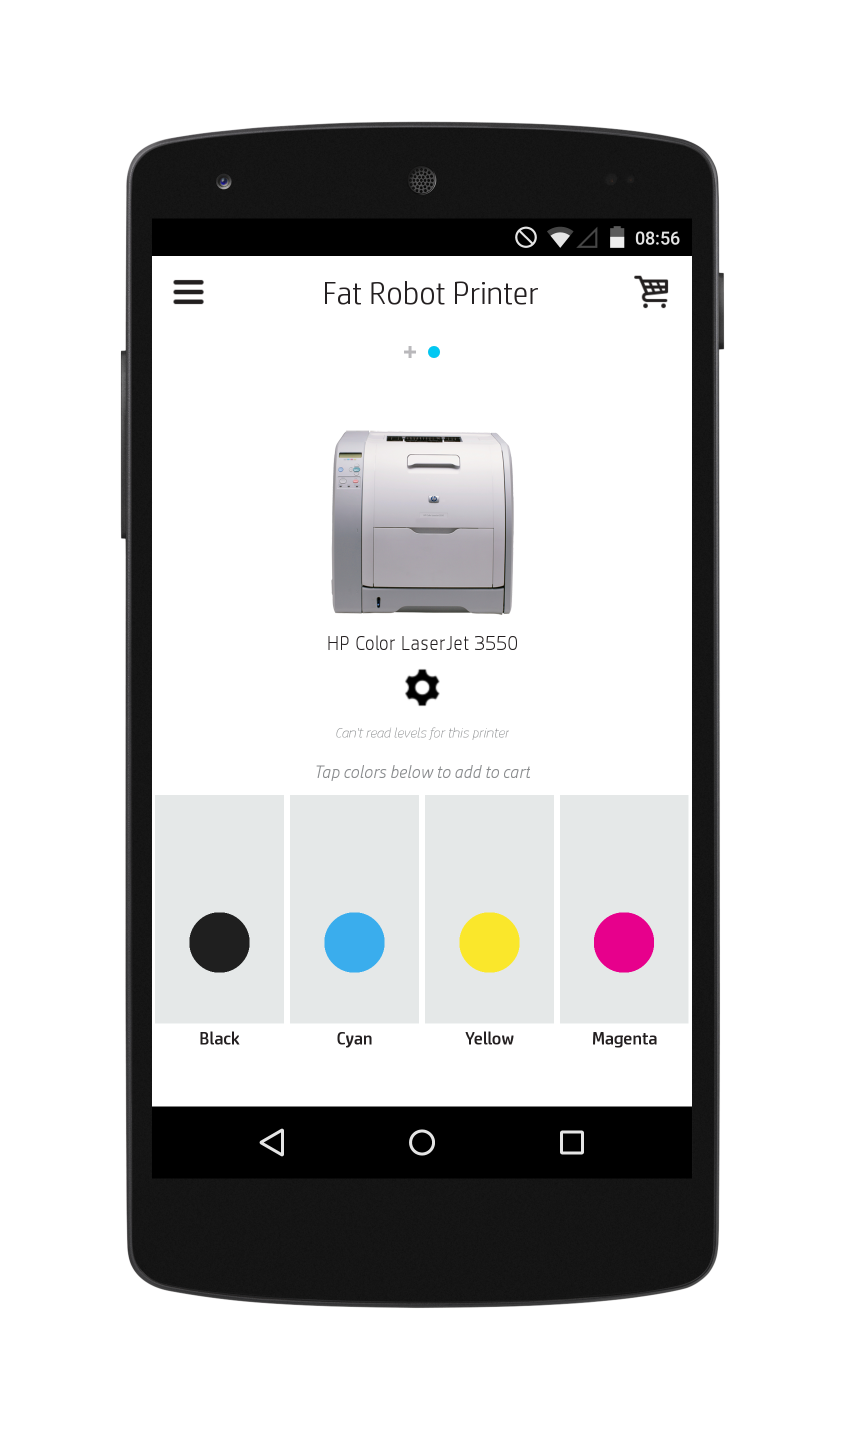 08:56
Fat Robot Printer
HP Color LaserJet 3550
Can't read levels for this printer
Tap colors below to add to cart
Black Cyan Yellow Magenta